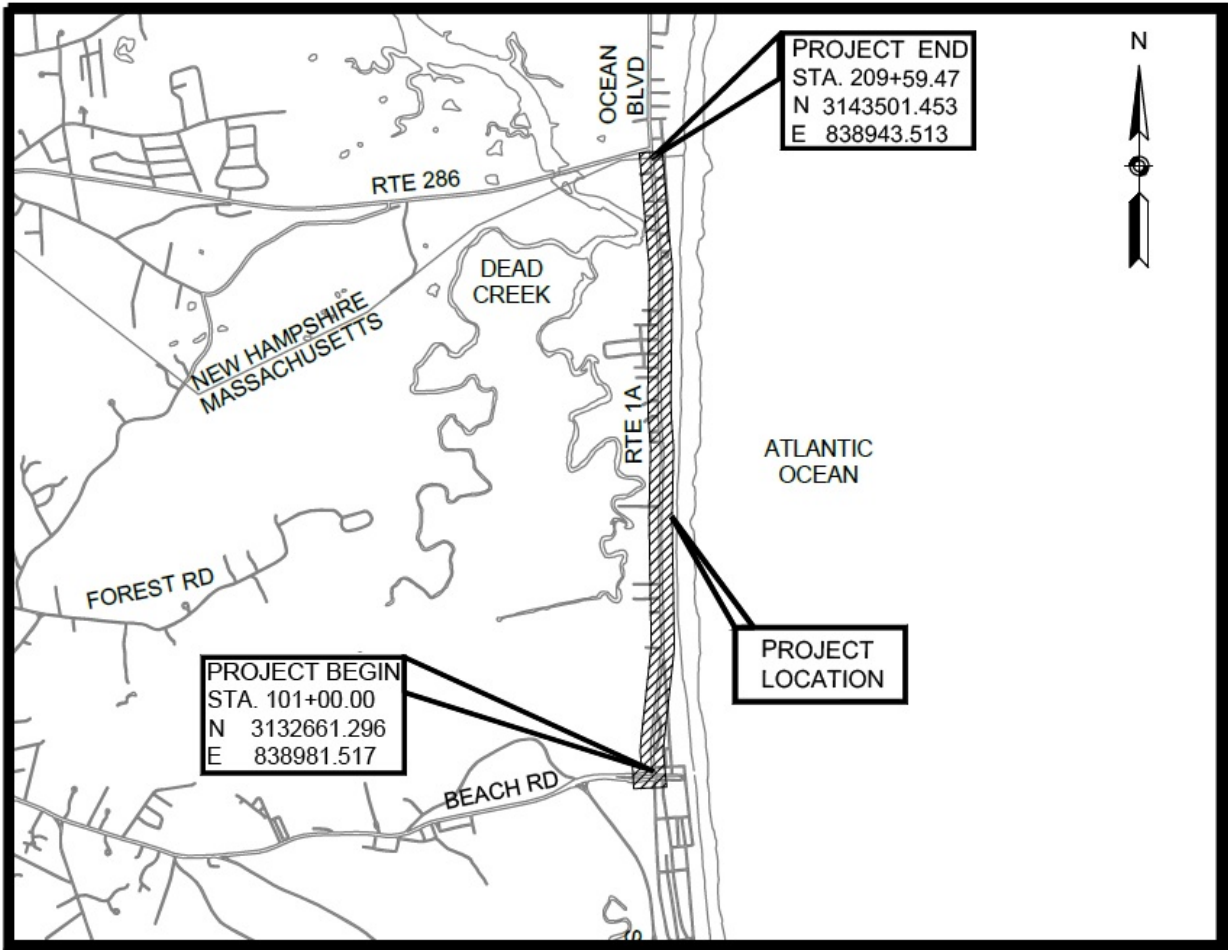 OCEAN
BLVD
PROJECT END
STA. 209+59.47
N 3143501.453
E 838943.513
N
RTE 286
DEAD
CREEK
NEW HAMPSHIRE
MASSACHUSETTS
RTE 1A
ATLANTIC
OCEAN
FOREST RD
PROJECT
LOCATION
PROJECT BEGIN
STA. 101+00.00
N 3132661.296
E 838981.517
BEACH RD
S